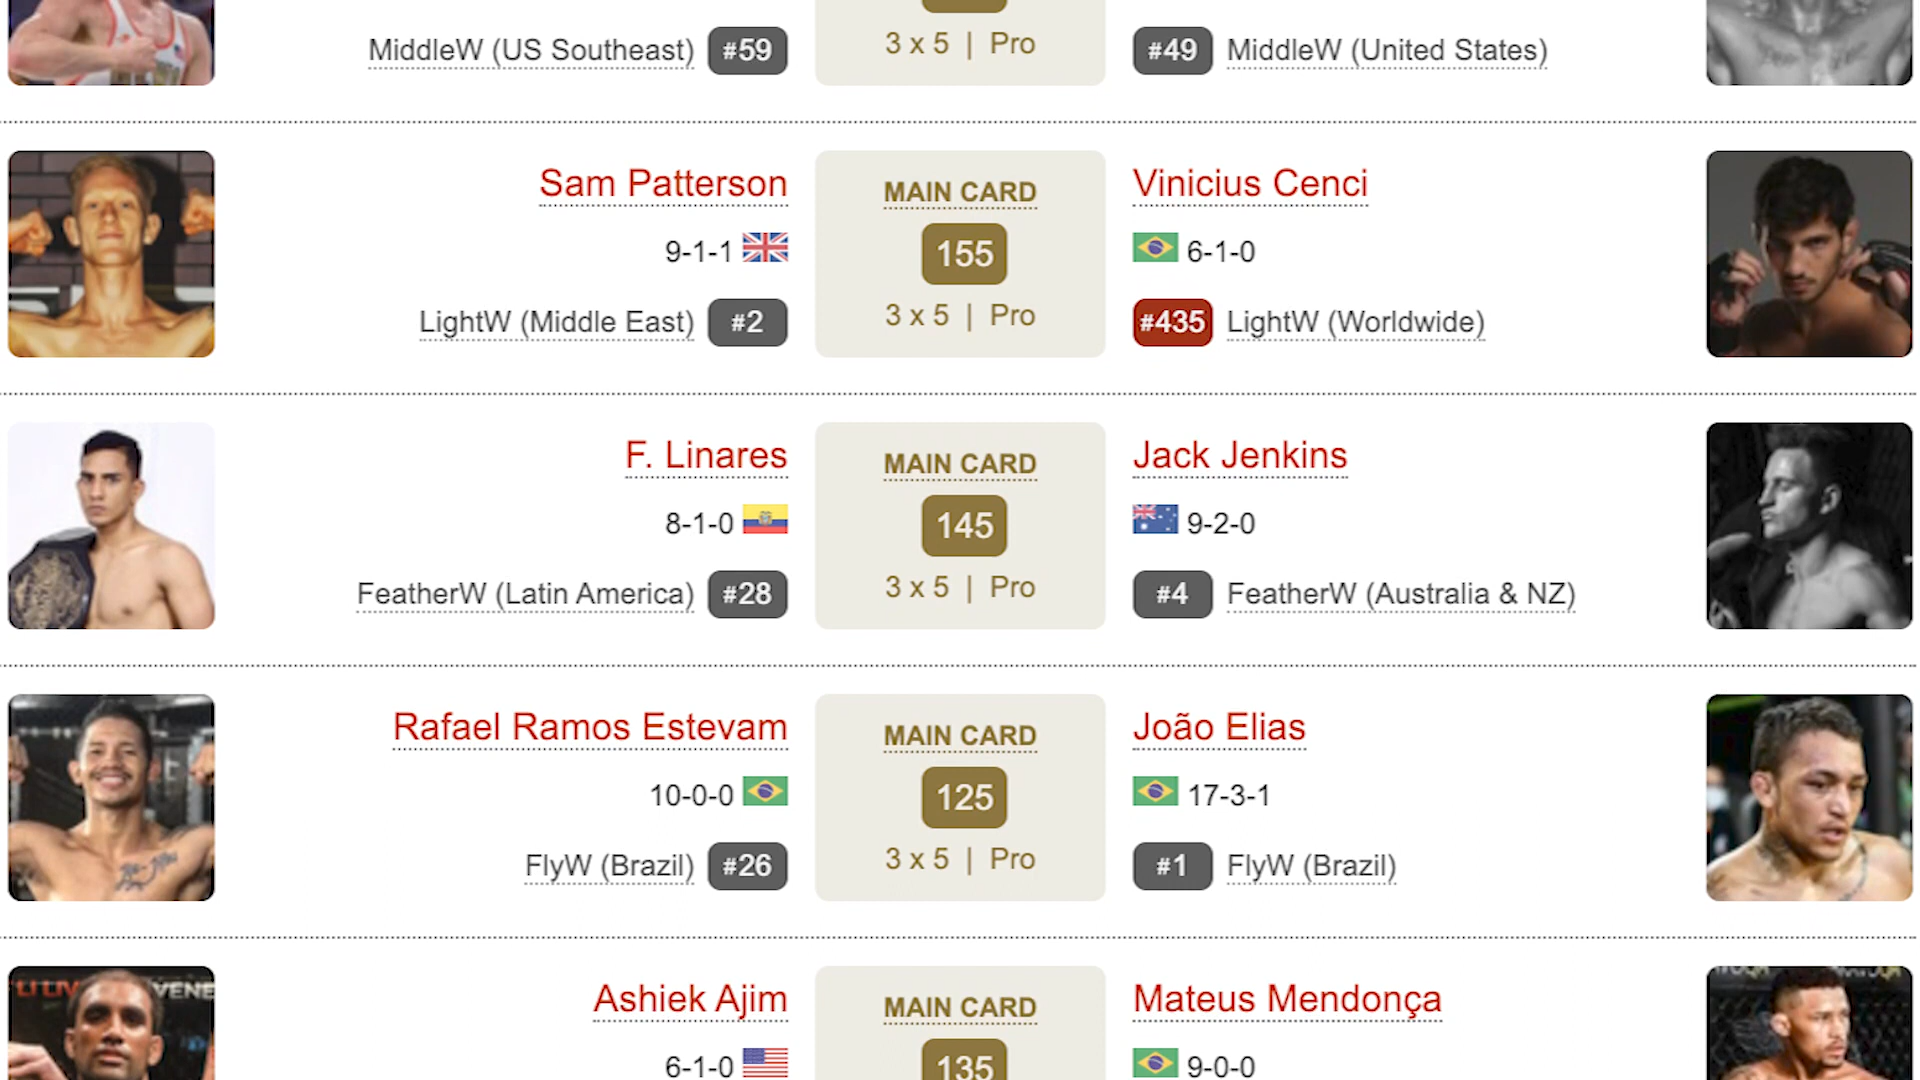 MiddleW (US Southeast) #59 3 x 5 | Pro #49 MiddleW (United States)
Sam Patterson MAIN CARD Vinicius Cenci
9-1-1 155 6-1-0
LightW (Middle East) #2 3 x 5 | Pro #435 LightW (Worldwide)
F. Linares MAIN CARD Jack Jenkins
8-1-0 145 9-2-0
FeatherW (Latin America) #28 3 x 5 | Pro #4 FeatherW (Australia & NZ)
Rafael Ramos Estevam MAIN CARD João Elias
10-0-0 125 17-3-1
FlyW (Brazil) #26 3 x 5 | Pro #1 FlyW (Brazil)
Ashiek Ajim MAIN CARD Mateus Mendonça
6-1-0 135 9-0-0